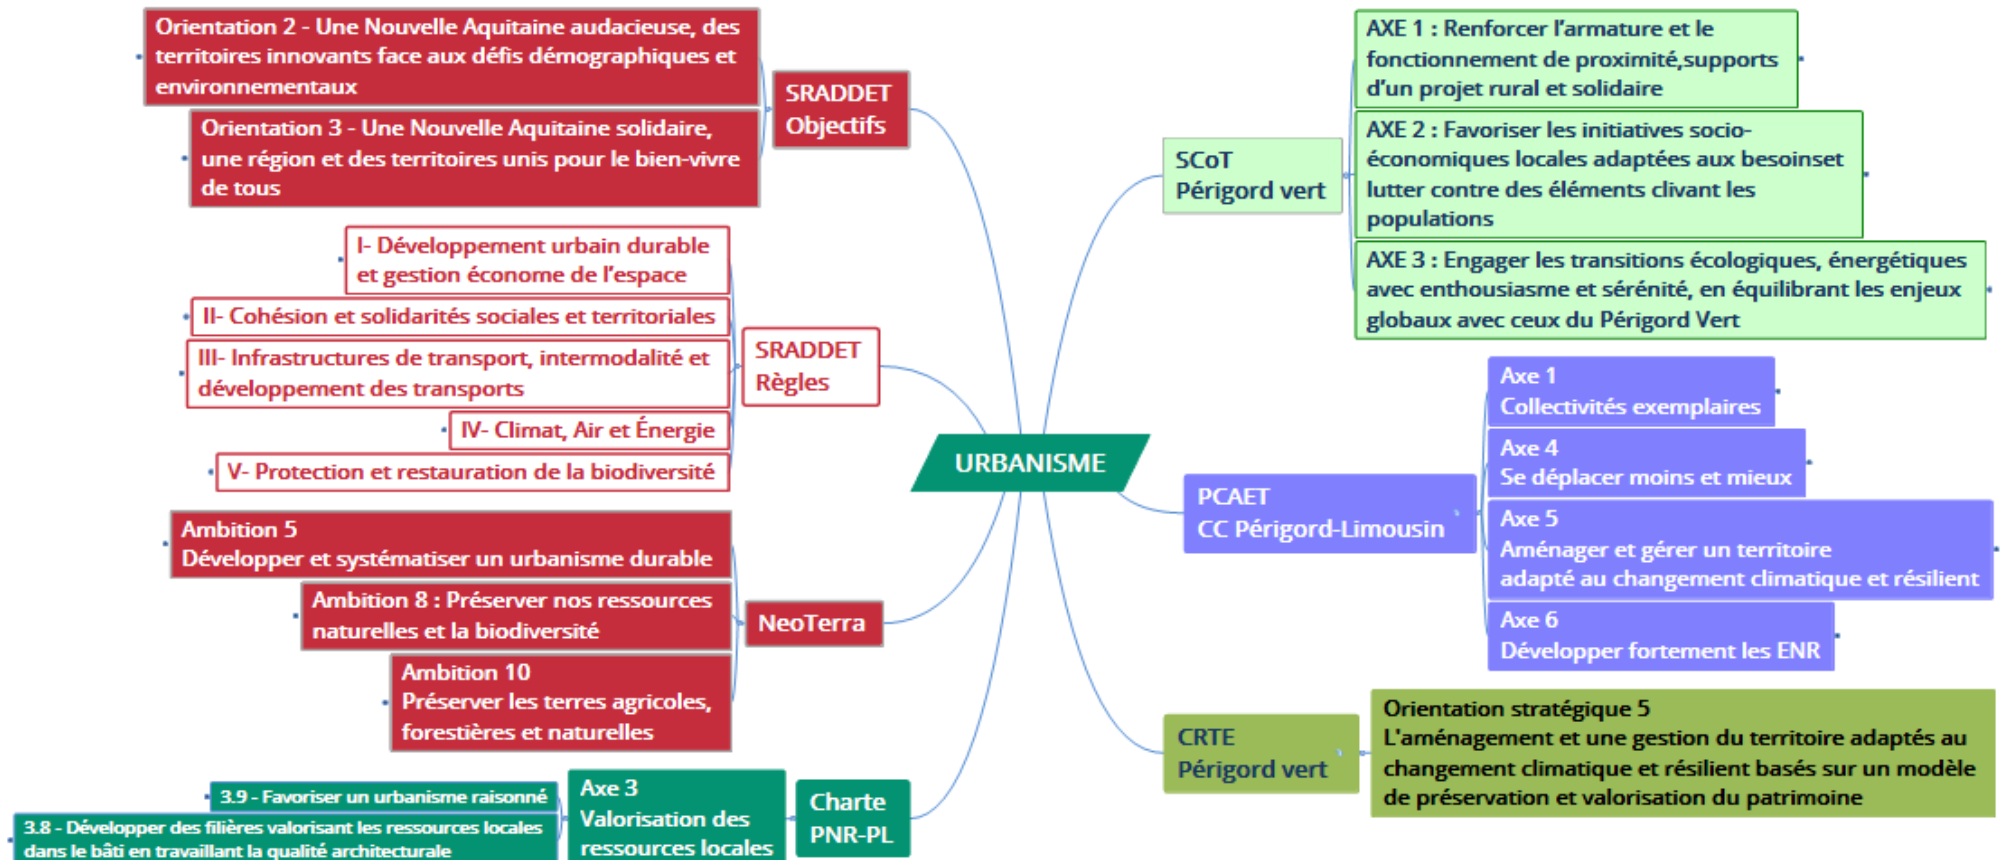 Orientation 2 - Une Nouvelle Aquitaine audacieuse, des
territoires innovants face aux défis démographiques et
environnementaux
Orientation 3 - Une Nouvelle Aquitaine solidaire,
une région et des territoires unis pour le bien-vivre
de tous
SRADDET
Objectifs
I- Développement urbain durable
et gestion économe de l'espace
II- Cohésion et solidarités sociales et territoriales
III- Infrastructures de transport, intermodalité et
développement des transports
IV- Climat, Air et Énergie
V- Protection et restauration de la biodiversité
SRADDET
Règles
Ambition 5
Développer et systématiser un urbanisme durable
Ambition 8 : Préserver nos ressources
naturelles et la biodiversité
Ambition 10
Préserver les terres agricoles,
forestières et naturelles
NeoTerra
3.9 - Favoriser un urbanisme raisonné
3.8 - Développer des filières valorisant les ressources locales
dans le bâti en travaillant la qualité architecturale
Axe 3
Valorisation des
ressources locales
Charte
PNR-PL
URBANISME
SCoT
Périgord vert
AXE 1 : Renforcer l'armature et le
fonctionnement de proximité,supports
d'un projet rural et solidaire
AXE 2 : Favoriser les initiatives socio-
économiques locales adaptées aux besoinset
lutter contre des éléments clivant les
populations
AXE 3 : Engager les transitions écologiques, énergétiques
avec enthousiasme et sérénité, en équilibrant les enjeux
globaux avec ceux du Périgord Vert
PCAET
CC Périgord-Limousin
Axe 1
Collectivités exemplaires
Axe 4
Se déplacer moins et mieux
Axe 5
Aménager et gérer un territoire
adapté au changement climatique et résilient
Axe 6
Développer fortement les ENR
CRTE
Périgord vert
Orientation stratégique 5
L'aménagement et une gestion du territoire adaptés au
changement climatique et résilient basés sur un modèle
de préservation et valorisation du patrimoine